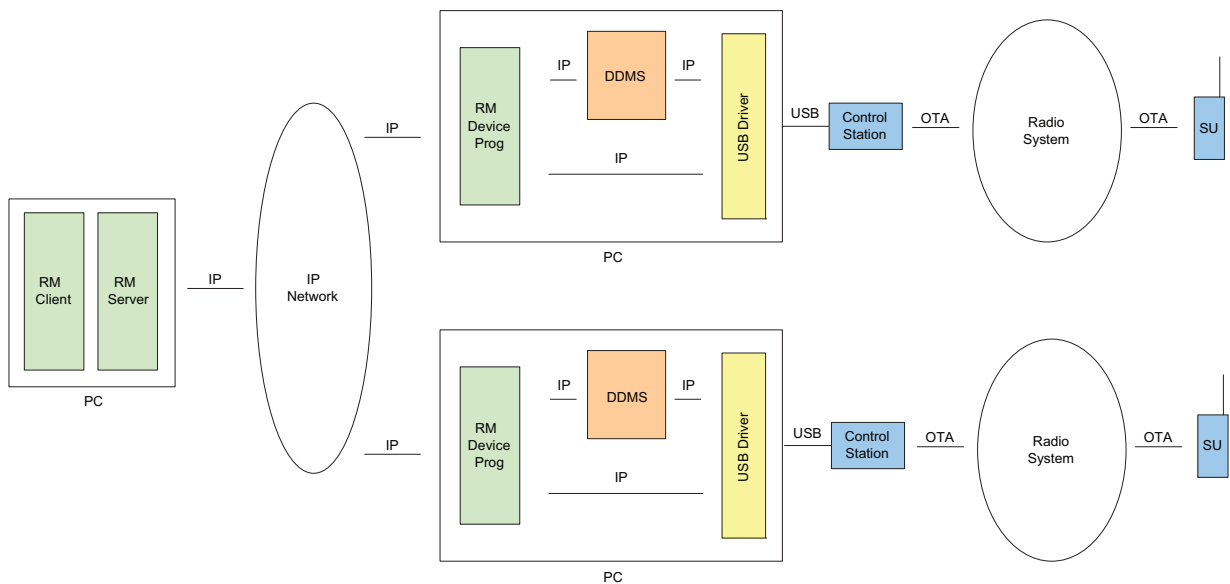 RM
Client
RM
Server
PC
IP
IP
Network
IP
RM
Device
Prog
IP
DDMS
IP
IP
USB Driver
PC
USB
Control
Station
OTA
Radio
System
OTA
SU
IP
RM
Device
Prog
IP
DDMS
IP
IP
USB Driver
PC
USB
Control
Station
OTA
Radio
System
OTA
SU